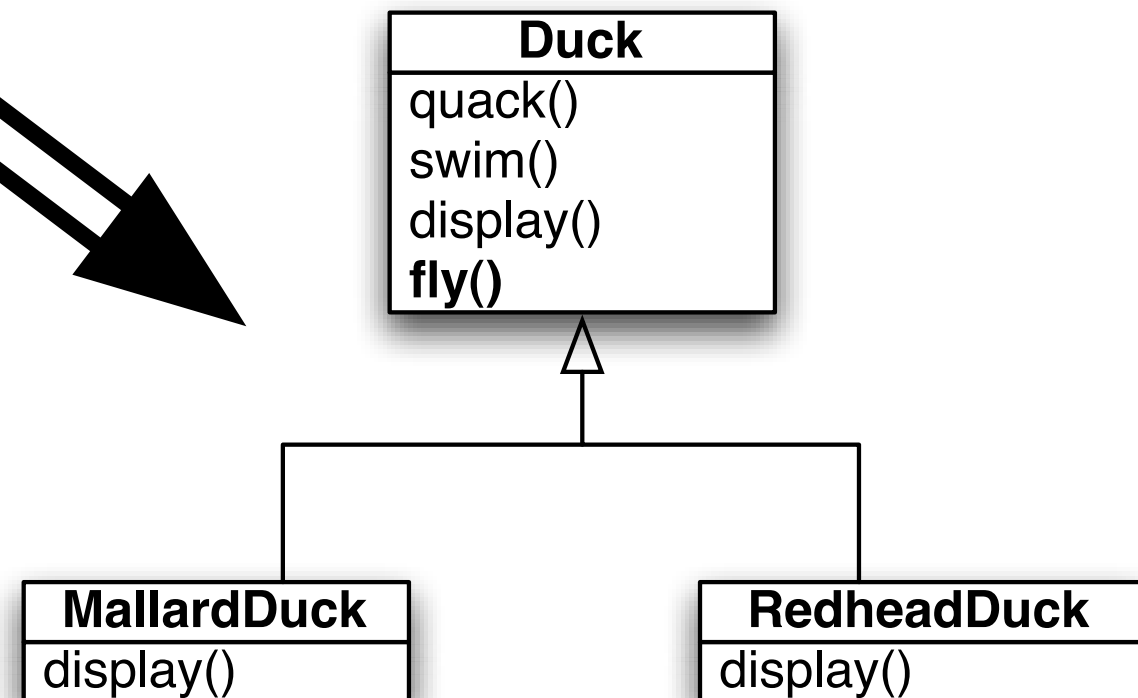 Duck
quack()
swim()
display()
fly()
MallardDuck
display()
RedheadDuck
display()